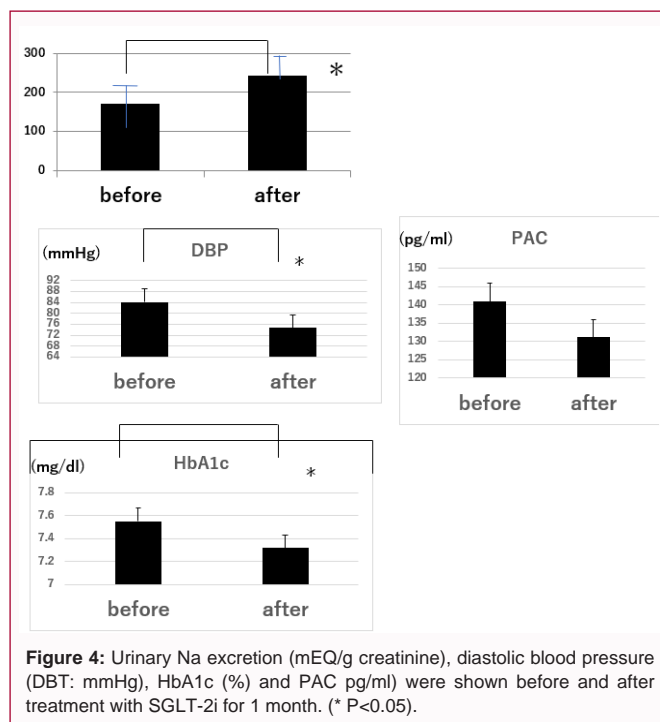 300
*
200
100
0
before after
(mmHg) DBP
*
92
88
84
80
76
72
68
64
before after
(pg/ml) PAC
150
145
140
135
130
125
120
before after
(mg/dl) HbA1c
*
7.8
7.6
7.4
7.2
7
before after
Figure 4: Urinary Na excretion (mEQ/g creatinine), diastolic blood pressure
(DBT: mmHg), HbA1c (%) and PAC pg/ml) were shown before and after
treatment with SGLT-2i for 1 month. (* P<0.05).